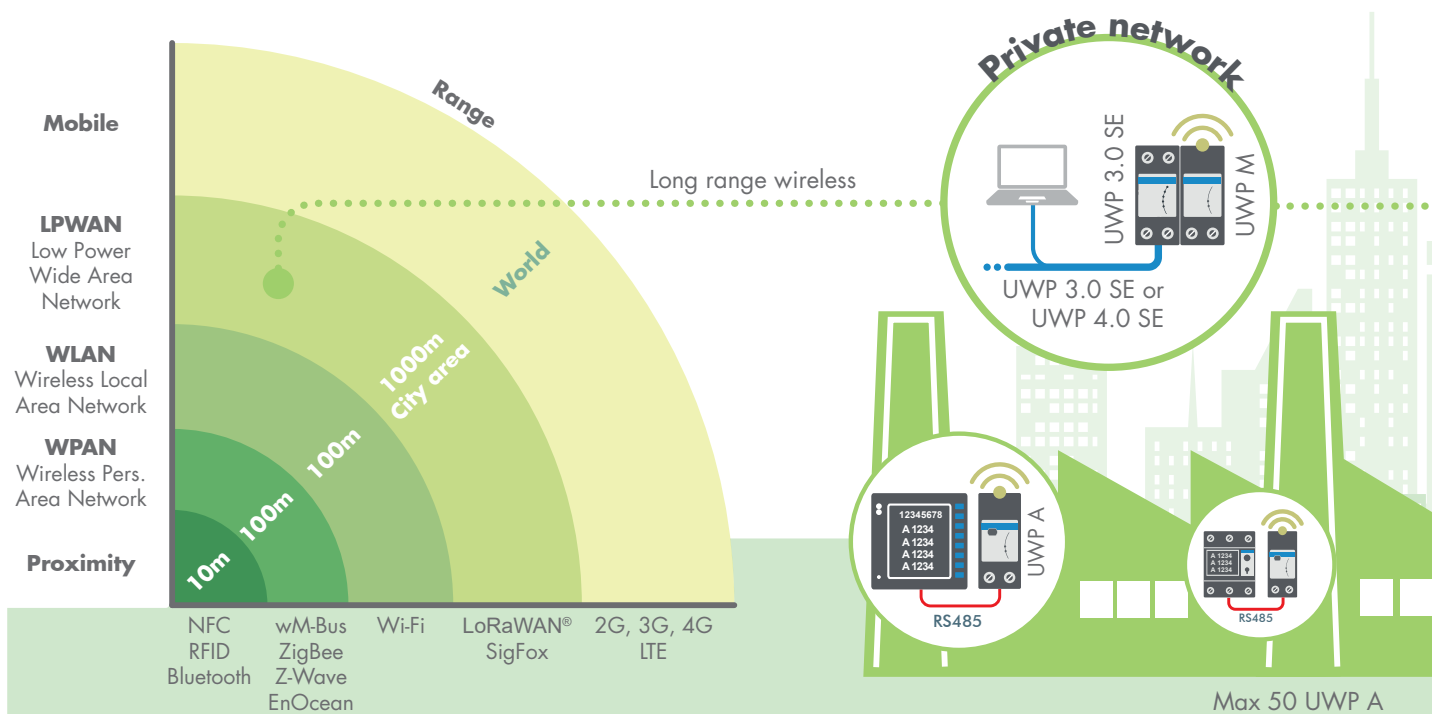 Mobile
LPWAN
Low Power
Wide Area
Network
WLAN
Wireless Local
Area Network
WPAN
Wireless Pers.
Area Network
Proximity
Range
World
1000m
City area
100m
100m
10m
NFC
RFID
Bluetooth
wM-Bus
ZigBee
Z-Wave
EnOcean
Wi-Fi
LoRaWAN®
SigFox
2G, 3G, 4G
LTE
Long range wireless
Private network
UWP 3.0 SE
UWP M
UWP 3.0 SE or
UWP 4.0 SE
12345678
A 1234
A 1234
A 1234
A 1234
UWP A
RS485
A 1234
A 1234
A 1234
RS485
Max 50 UWP A